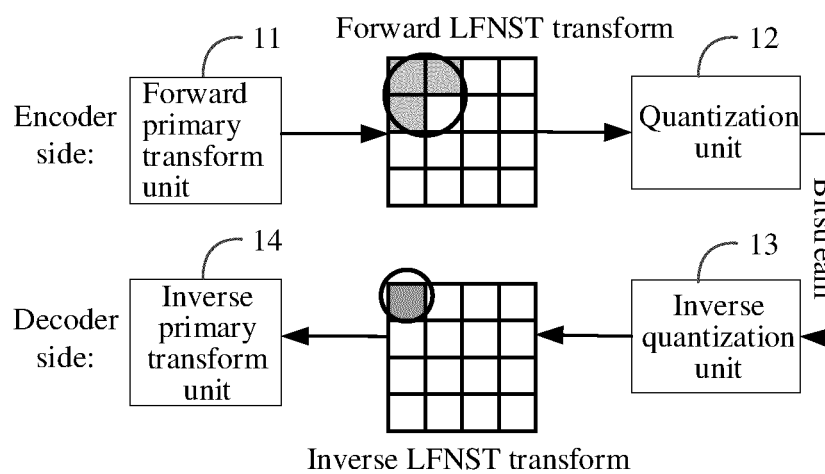 11
Forward LFNST transform
12
Encoder
side:
Forward
primary
transform
unit
Quantization
unit
Bitstream
14
13
Decoder
side:
Inverse
primary
transform
unit
Inverse
quantization
unit
Inverse LFNST transform